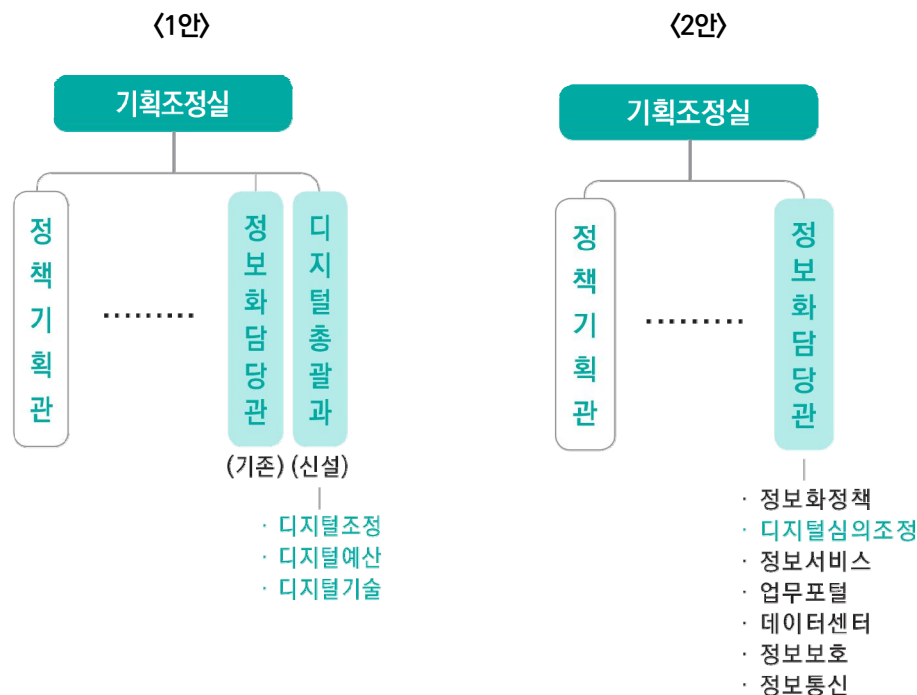 〈1안〉
기획조정실
정책기획관
·········
정보화담당관
디지털총괄과
(기존) (신설)
· 디지털조정
· 디지털예산
· 디지털기술
〈2안〉
기획조정실
정책기획관
·········
정보화담당관
· 정보화정책
· 디지털심의조정
· 정보서비스
· 업무포털
· 데이터센터
· 정보보호
· 정보통신